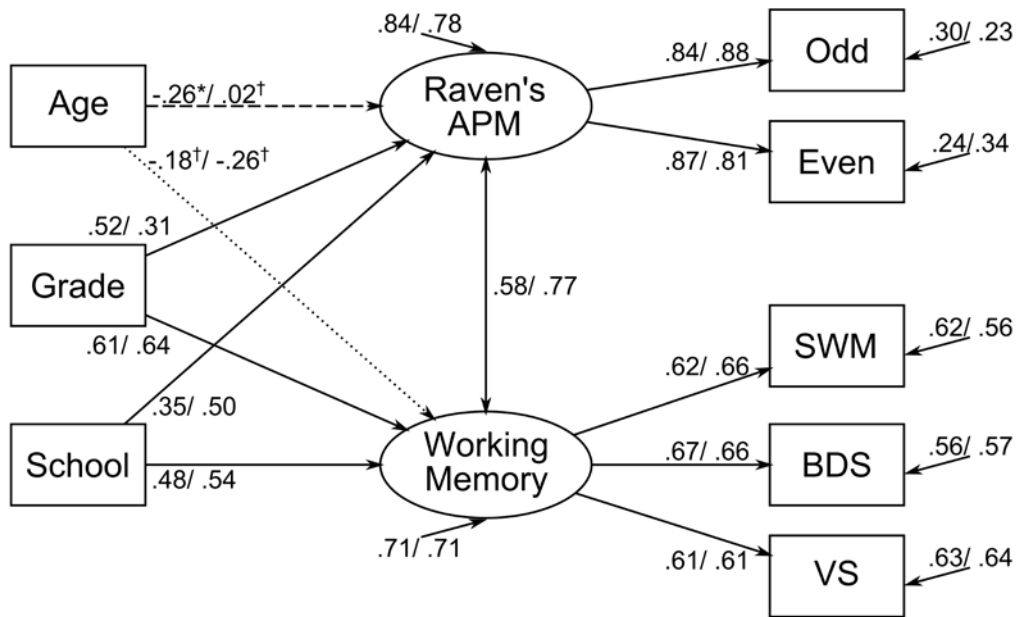 .84/ .78
Odd
.30/ .23
.84/ .88
Age
-.26*/ .02†
Raven's
APM
-.18†/ -.26†
.87/ .81
Even
.24/.34
.52/ .31
Grade
.58/ .77
.61/ .64
.62/ .66
SWM
.62/ .56
.35/ .50
School
.48/ .54
Working
Memory
.67/ .66
BDS
.56/ .57
.71/ .71
.61/ .61
VS
.63/ .64